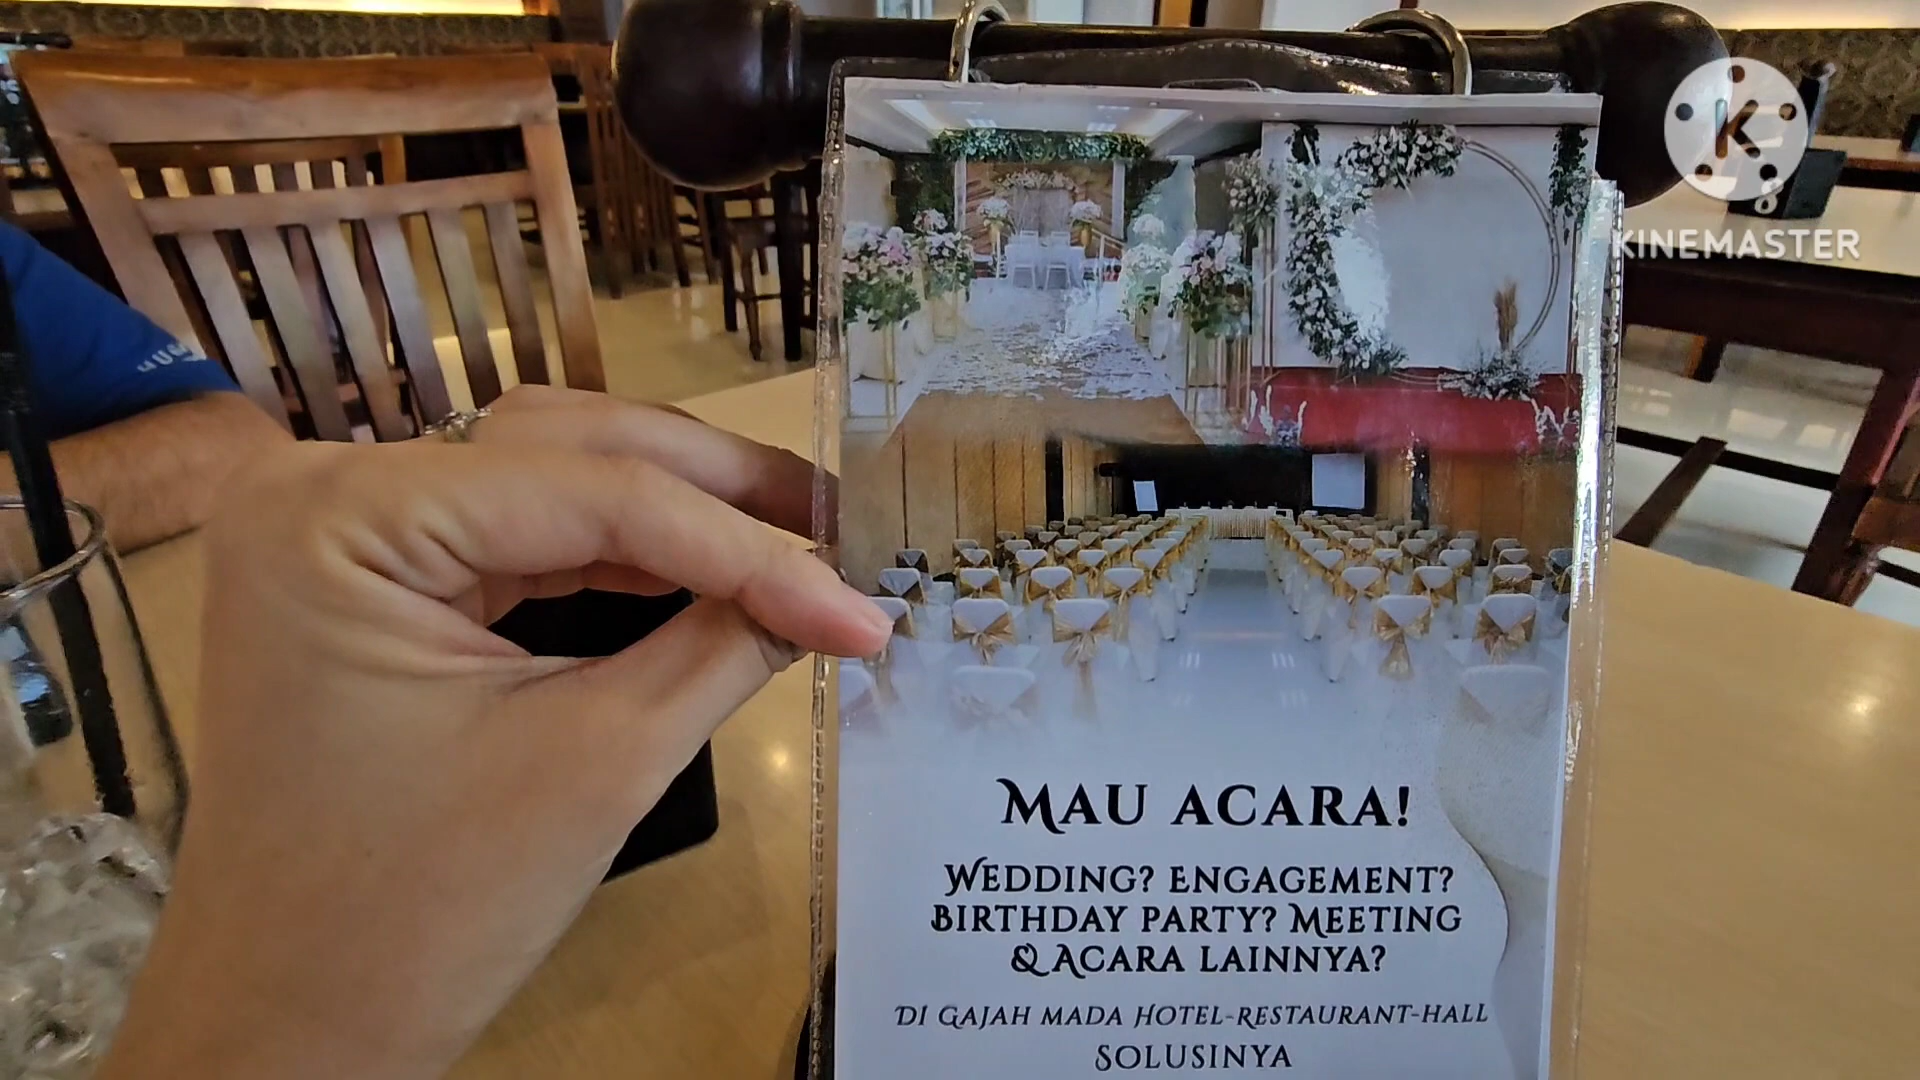 KINEMASTER
MAU ACARA!
WEDDING? ENGAGEMENT?
BIRTHDAY PARTY? MEETING
& ACARA LAINNYA?
DI GAJAH MADA HOTEL-RESTAURANT-HALL
SOLUSINYA